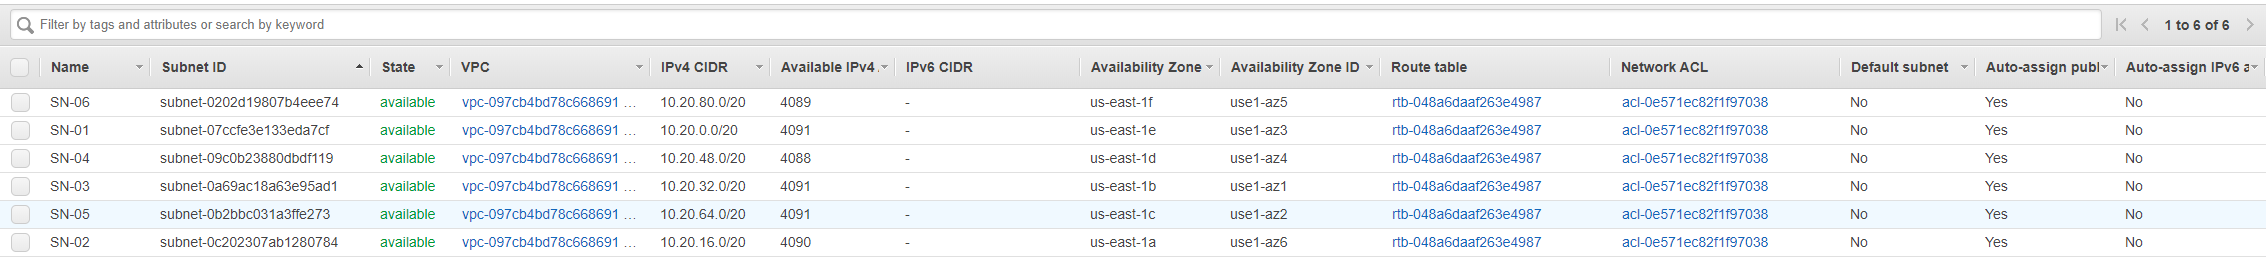 Filter by tags and attributes or search by keyword 1 to 6 of 6
Name Subnet ID State VPC IPv4 CIDR Available IPv4 IPv6 CIDR Availability Zone Availability Zone ID Route table Network ACL Default subnet Auto-assign publ Auto-assign IPv6 a
SN-06 subnet-0202d19807b4eee74 available vpc-097cb4bd78c668691 ... 10.20.80.0/20 4089 - us-east-1f use1-az5 rtb-048a6daaf263e4987 acl-0e571ec82f1f97038 No Yes No
SN-01 subnet-07ccfe3e133eda7cf available vpc-097cb4bd78c668691 ... 10.20.0.0/20 4091 - us-east-1e use1-az3 rtb-048a6daaf263e4987 acl-0e571ec82f1f97038 No Yes No
SN-04 subnet-09c0b23880dbdf119 available vpc-097cb4bd78c668691 ... 10.20.48.0/20 4088 - us-east-1d use1-az4 rtb-048a6daaf263e4987 acl-0e571ec82f1f97038 No Yes No
SN-03 subnet-0a69ac18a63e95ad1 available vpc-097cb4bd78c668691 ... 10.20.32.0/20 4091 - us-east-1b use1-az1 rtb-048a6daaf263e4987 acl-0e571ec82f1f97038 No Yes No
SN-05 subnet-0b2bbc031a3ffe273 available vpc-097cb4bd78c668691 ... 10.20.64.0/20 4091 - us-east-1c use1-az2 rtb-048a6daaf263e4987 acl-0e571ec82f1f97038 No Yes No
SN-02 subnet-0c202307ab1280784 available vpc-097cb4bd78c668691 ... 10.20.16.0/20 4090 - us-east-1a use1-az6 rtb-048a6daaf263e4987 acl-0e571ec82f1f97038 No Yes No